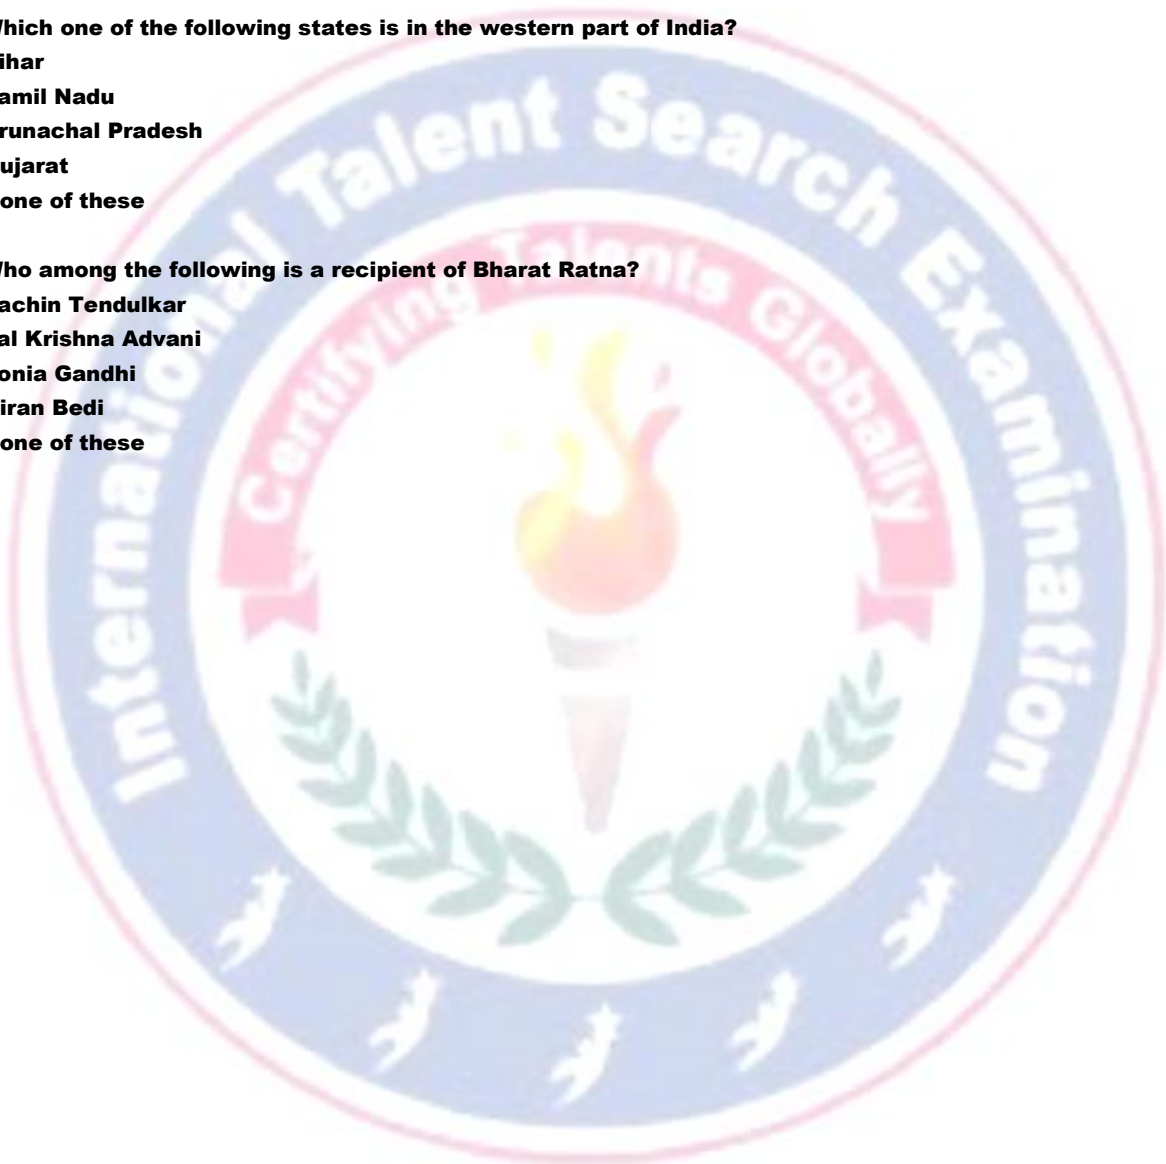 hich one of the following states is in the western part of India?
ihar
amil Nadu
runachal Pradesh
ujarat
one of these
ho among the following is a recipient of Bharat Ratna?
achin Tendulkar
al Krishna Advani
onia Gandhi
iran Bedi
one of these
International Talent Search Examination
Certifying Talents Globally